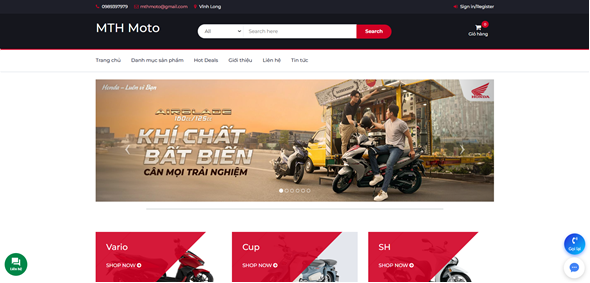 0989397979 mthmoto@gmail.com Vĩnh Long Sign in/Register
MTH Moto
All Search here Search
0
Giỏ hàng
Trang chủ Danh mục sản phẩm Hot Deals Giới thiệu Liên hệ Tin tức
Honda - Luôn vì Bạn
HONDA
AIRBLADE
160/125
KHÍ CHẤT
BẤT BIẾN
CÂN MỌI TRẢI NGHIỆM
Vario Cup SH
SHOP NOW SHOP NOW SHOP NOW
Liên hệ
Gọi lại